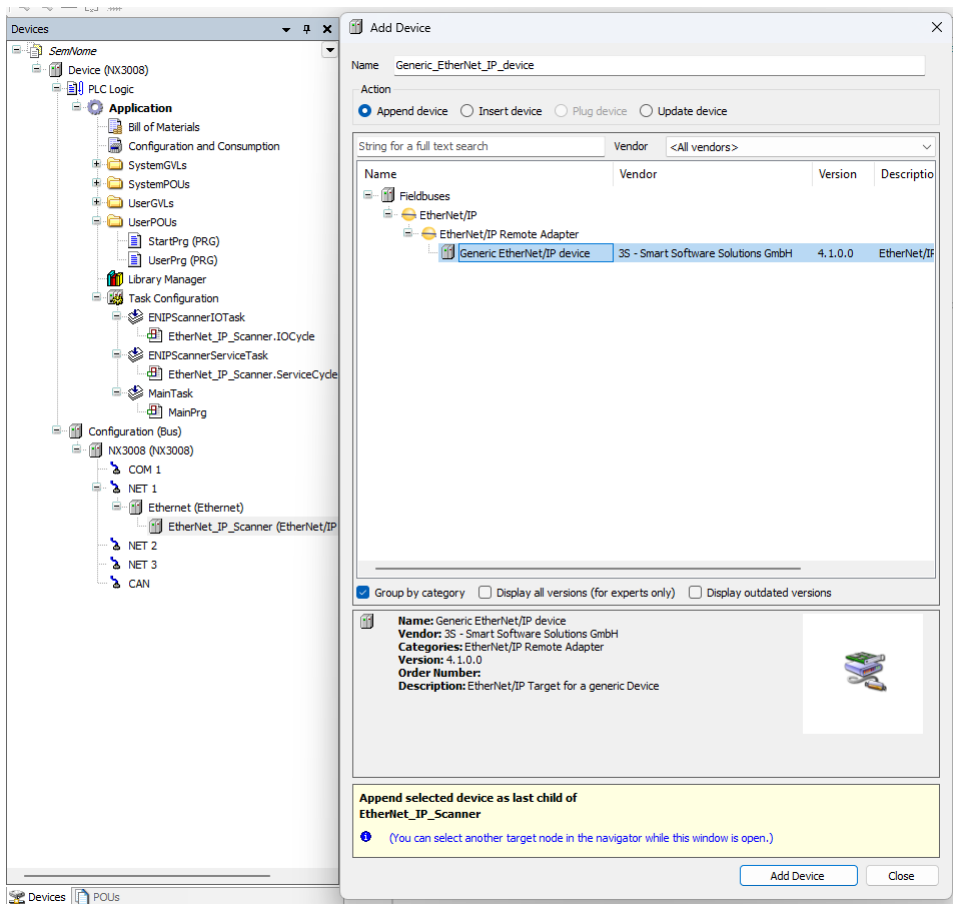 Devices
SemNome
Device (NX3008)
PLC Logic
Application
Bill of Materials
Configuration and Consumption
SystemGVLs
SystemPOUs
UserGVLs
UserPOUs
StartPrg (PRG)
UserPrg (PRG)
Library Manager
Task Configuration
ENIPScannerIOTask
EtherNet_IP_Scanner.IOCycle
ENIPScannerServiceTask
EtherNet_IP_Scanner.ServiceCycle
MainTask
MainPrg
Configuration (Bus)
NX3008 (NX3008)
COM 1
NET 1
Ethernet (Ethernet)
EtherNet_IP_Scanner (EtherNet/IP
NET 2
NET 3
CAN
Devices POUs
Add Device
Name Generic_EtherNet_IP_device
Action
Append device Insert device Plug device Update device
String for a full text search Vendor <All vendors>
Name Vendor Version Descriptio
Fieldbuses
EtherNet/IP
EtherNet/IP Remote Adapter
Generic EtherNet/IP device 3S - Smart Software Solutions GmbH 4.1.0.0 EtherNet/IP
Group by category Display all versions (for experts only) Display outdated versions
Name: Generic EtherNet/IP device
Vendor: 3S - Smart Software Solutions GmbH
Categories: EtherNet/IP Remote Adapter
Version: 4.1.0.0
Order Number:
Description: EtherNet/IP Target for a generic Device
Append selected device as last child of
EtherNet_IP_Scanner
(You can select another target node in the navigator while this window is open.)
Add Device Close